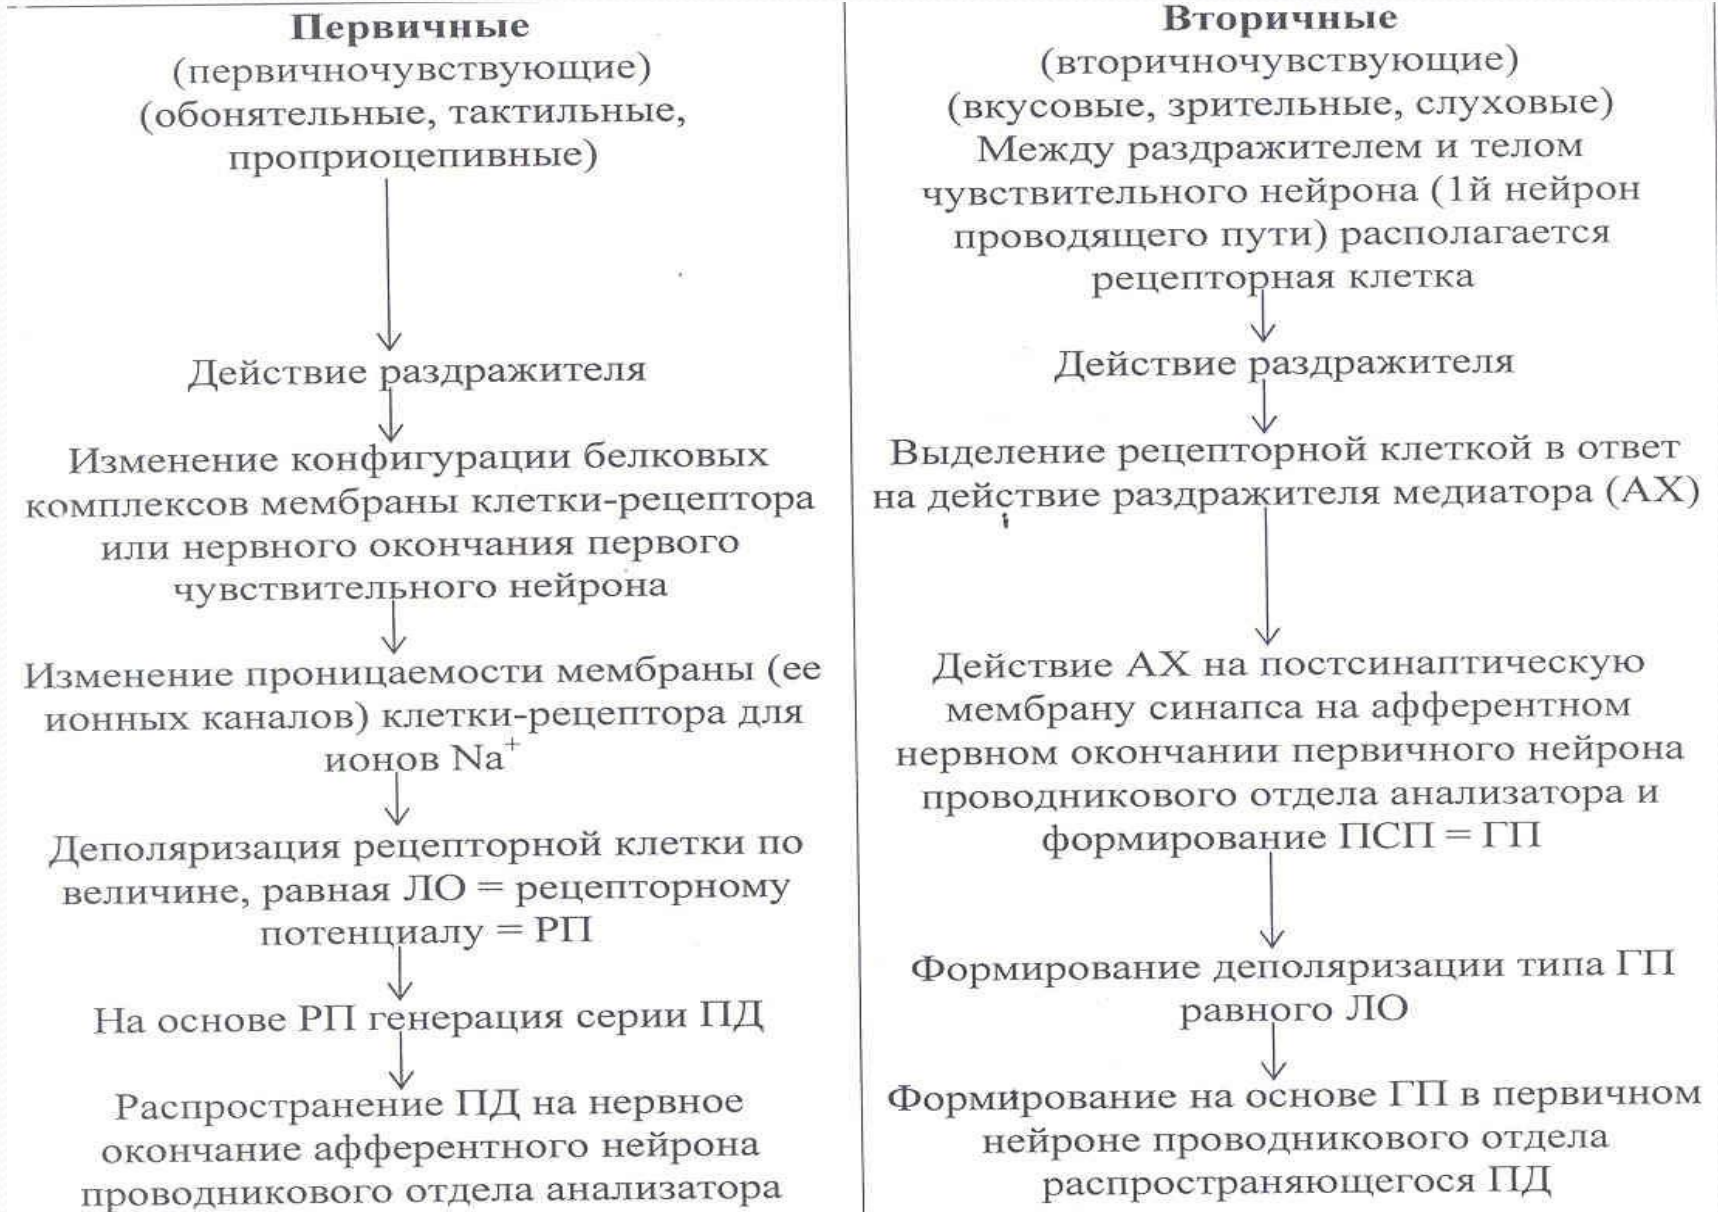 Первичные
(первичночувствующие)
(обонятельные, тактильные,
проприоцепивные)
Действие раздражителя
Изменение конфигурации белковых
комплексов мембраны клетки-рецептора
или нервного окончания первого
чувствительного нейрона
Изменение проницаемости мембраны (ее
ионных каналов) клетки-рецептора для
ионов Na⁺
Деполяризация рецепторной клетки по
величине, равная ЛО = рецепторному
потенциалу = РП
На основе РП генерация серии ПД
Распространение ПД на нервное
окончание афферентного нейрона
проводникового отдела анализатора
Вторичные
(вторичночувствующие)
(вкусовые, зрительные, слуховые)
Между раздражителем и телом
чувствительного нейрона (1й нейрон
проводящего пути) располагается
рецепторная клетка
Действие раздражителя
Выделение рецепторной клеткой в ответ
на действие раздражителя медиатора (АХ)
Действие АХ на постсинаптическую
мембрану синапса на афферентном
нервном окончании первичного нейрона
проводникового отдела анализатора и
формирование ПСП = ГП
Формирование деполяризации типа ГП
равного ЛО
Формирование на основе ГП в первичном
нейроне проводникового отдела
распространяющегося ПД